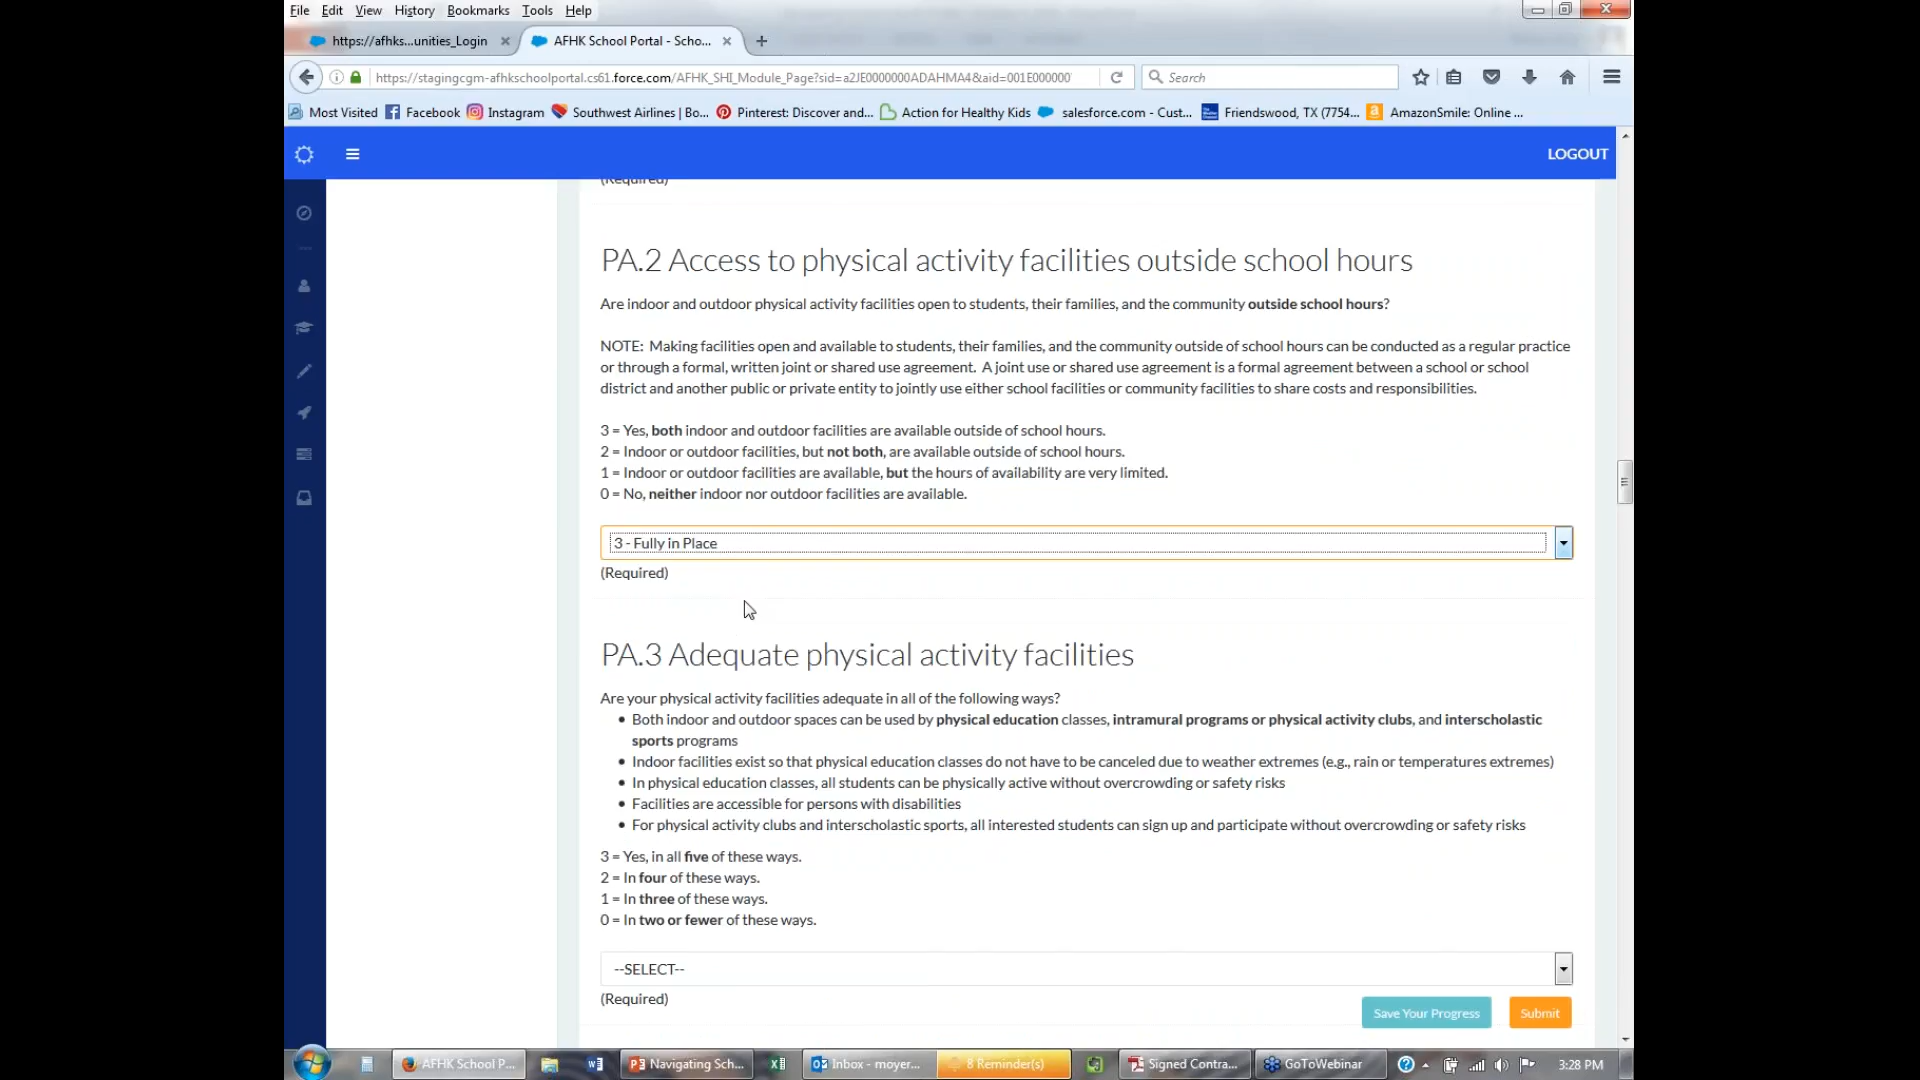 File Edit View History Bookmarks Tools Help
https://afhks...unities_Login
AFHK School Portal - Scho...
https://stagingcgm-afhkschoolportal.cs61.force.com/AFHK_SHI_Module_Page?sid=a2JE0000000ADAHMA4&aid=001E000000
Search
Most Visited Facebook Instagram Southwest Airlines | Bo... Pinterest: Discover and... Action for Healthy Kids salesforce.com - Cust... Friendswood, TX (7754... AmazonSmile: Online ...
LOGOUT
(Required)
PA.2 Access to physical activity facilities outside school hours
Are indoor and outdoor physical activity facilities open to students, their families, and the community outside school hours?
NOTE: Making facilities open and available to students, their families, and the community outside of school hours can be conducted as a regular practice
or through a formal, written joint or shared use agreement. A joint use or shared use agreement is a formal agreement between a school or school
district and another public or private entity to jointly use either school facilities or community facilities to share costs and responsibilities.
3 = Yes, both indoor and outdoor facilities are available outside of school hours.
2 = Indoor or outdoor facilities, but not both, are available outside of school hours.
1 = Indoor or outdoor facilities are available, but the hours of availability are very limited.
0 = No, neither indoor nor outdoor facilities are available.
3 - Fully in Place
(Required)
PA.3 Adequate physical activity facilities
Are your physical activity facilities adequate in all of the following ways?
• Both indoor and outdoor spaces can be used by physical education classes, intramural programs or physical activity clubs, and interscholastic
sports programs
• Indoor facilities exist so that physical education classes do not have to be canceled due to weather extremes (e.g., rain or temperatures extremes)
• In physical education classes, all students can be physically active without overcrowding or safety risks
• Facilities are accessible for persons with disabilities
• For physical activity clubs and interscholastic sports, all interested students can sign up and participate without overcrowding or safety risks
3 = Yes, in all five of these ways.
2 = In four of these ways.
1 = In three of these ways.
0 = In two or fewer of these ways.
--SELECT--
(Required)
Save Your Progress Submit
AFHK School P... Navigating Sch... Inbox - moyer... 8 Reminder(s) Signed Contra... GoToWebinar 3:28 PM